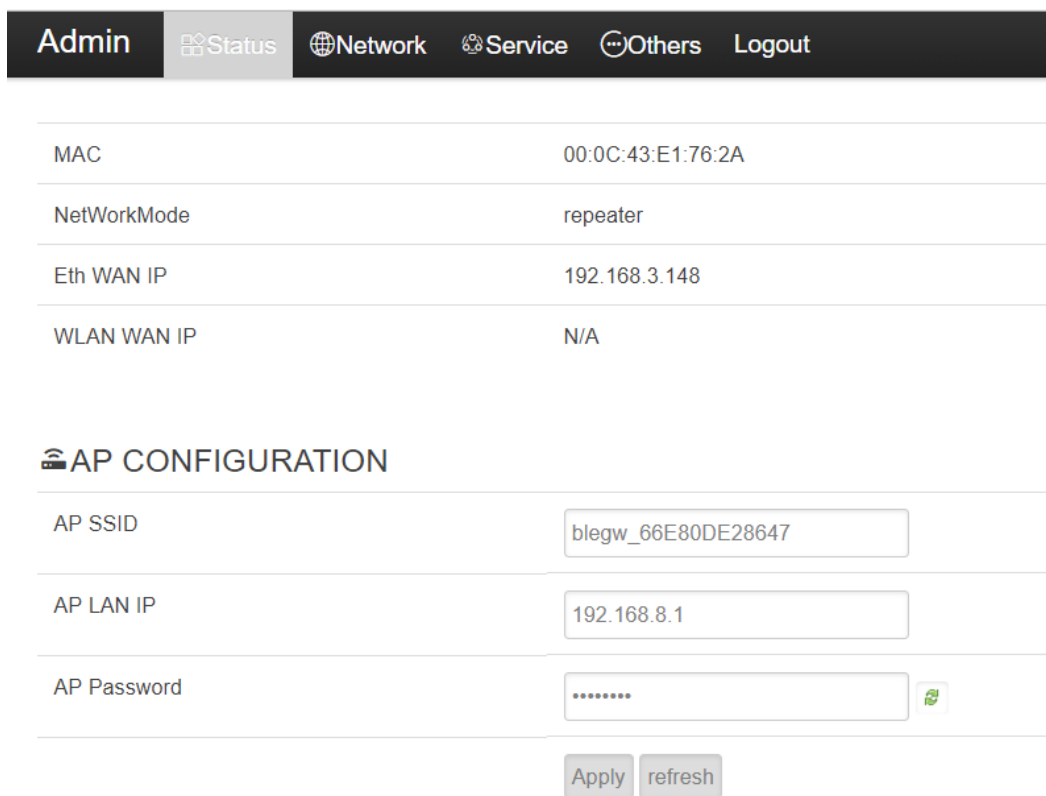 Admin Status Network Service Others Logout
MAC 00:0C:43:E1:76:2A
NetWorkMode repeater
Eth WAN IP 192.168.3.148
WLAN WAN IP N/A
AP CONFIGURATION
AP SSID blegw_66E80DE28647
AP LAN IP 192.168.8.1
AP Password ••••••••
Apply refresh